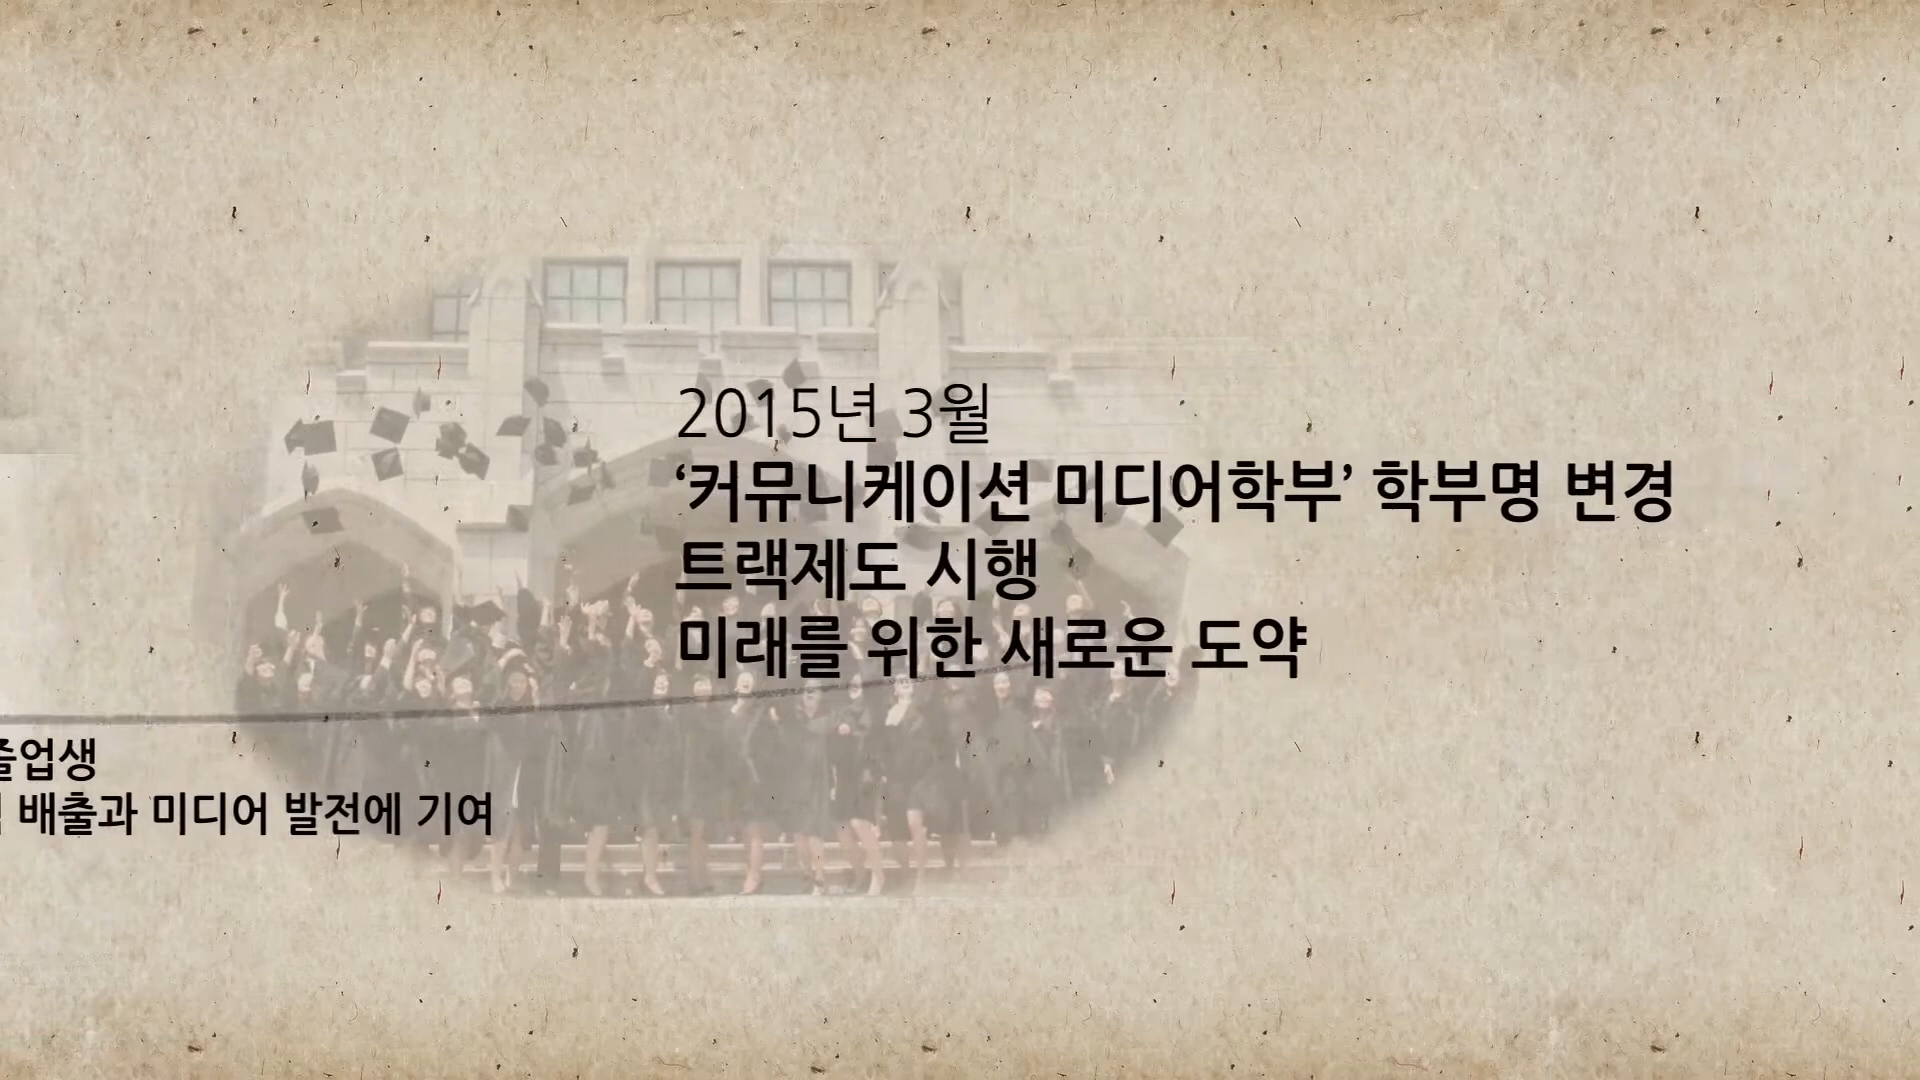 2015년 3월
‘커뮤니케이션 미디어학부’ 학부명 변경
트랙제도 시행
미래를 위한 새로운 도약
졸업생
배출과 미디어 발전에 기여